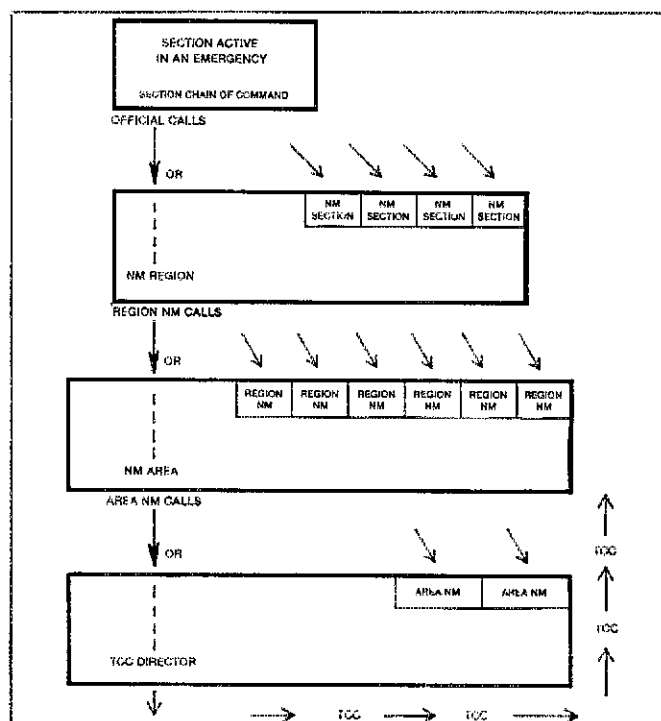 SECTION ACTIVE
IN AN EMERGENCY
SECTION CHAIN OF COMMAND
OFFICIAL CALLS
OR
NM NM NM NM
SECTION SECTION SECTION SECTION
NM REGION
REGION NM CALLS
OR
REGION REGION REGION REGION REGION REGION
NM NM NM NM NM NM
NM AREA
AREA NM CALLS
OR
TCC
AREA NM AREA NM
TCC
TCC DIRECTOR
TCC TCC